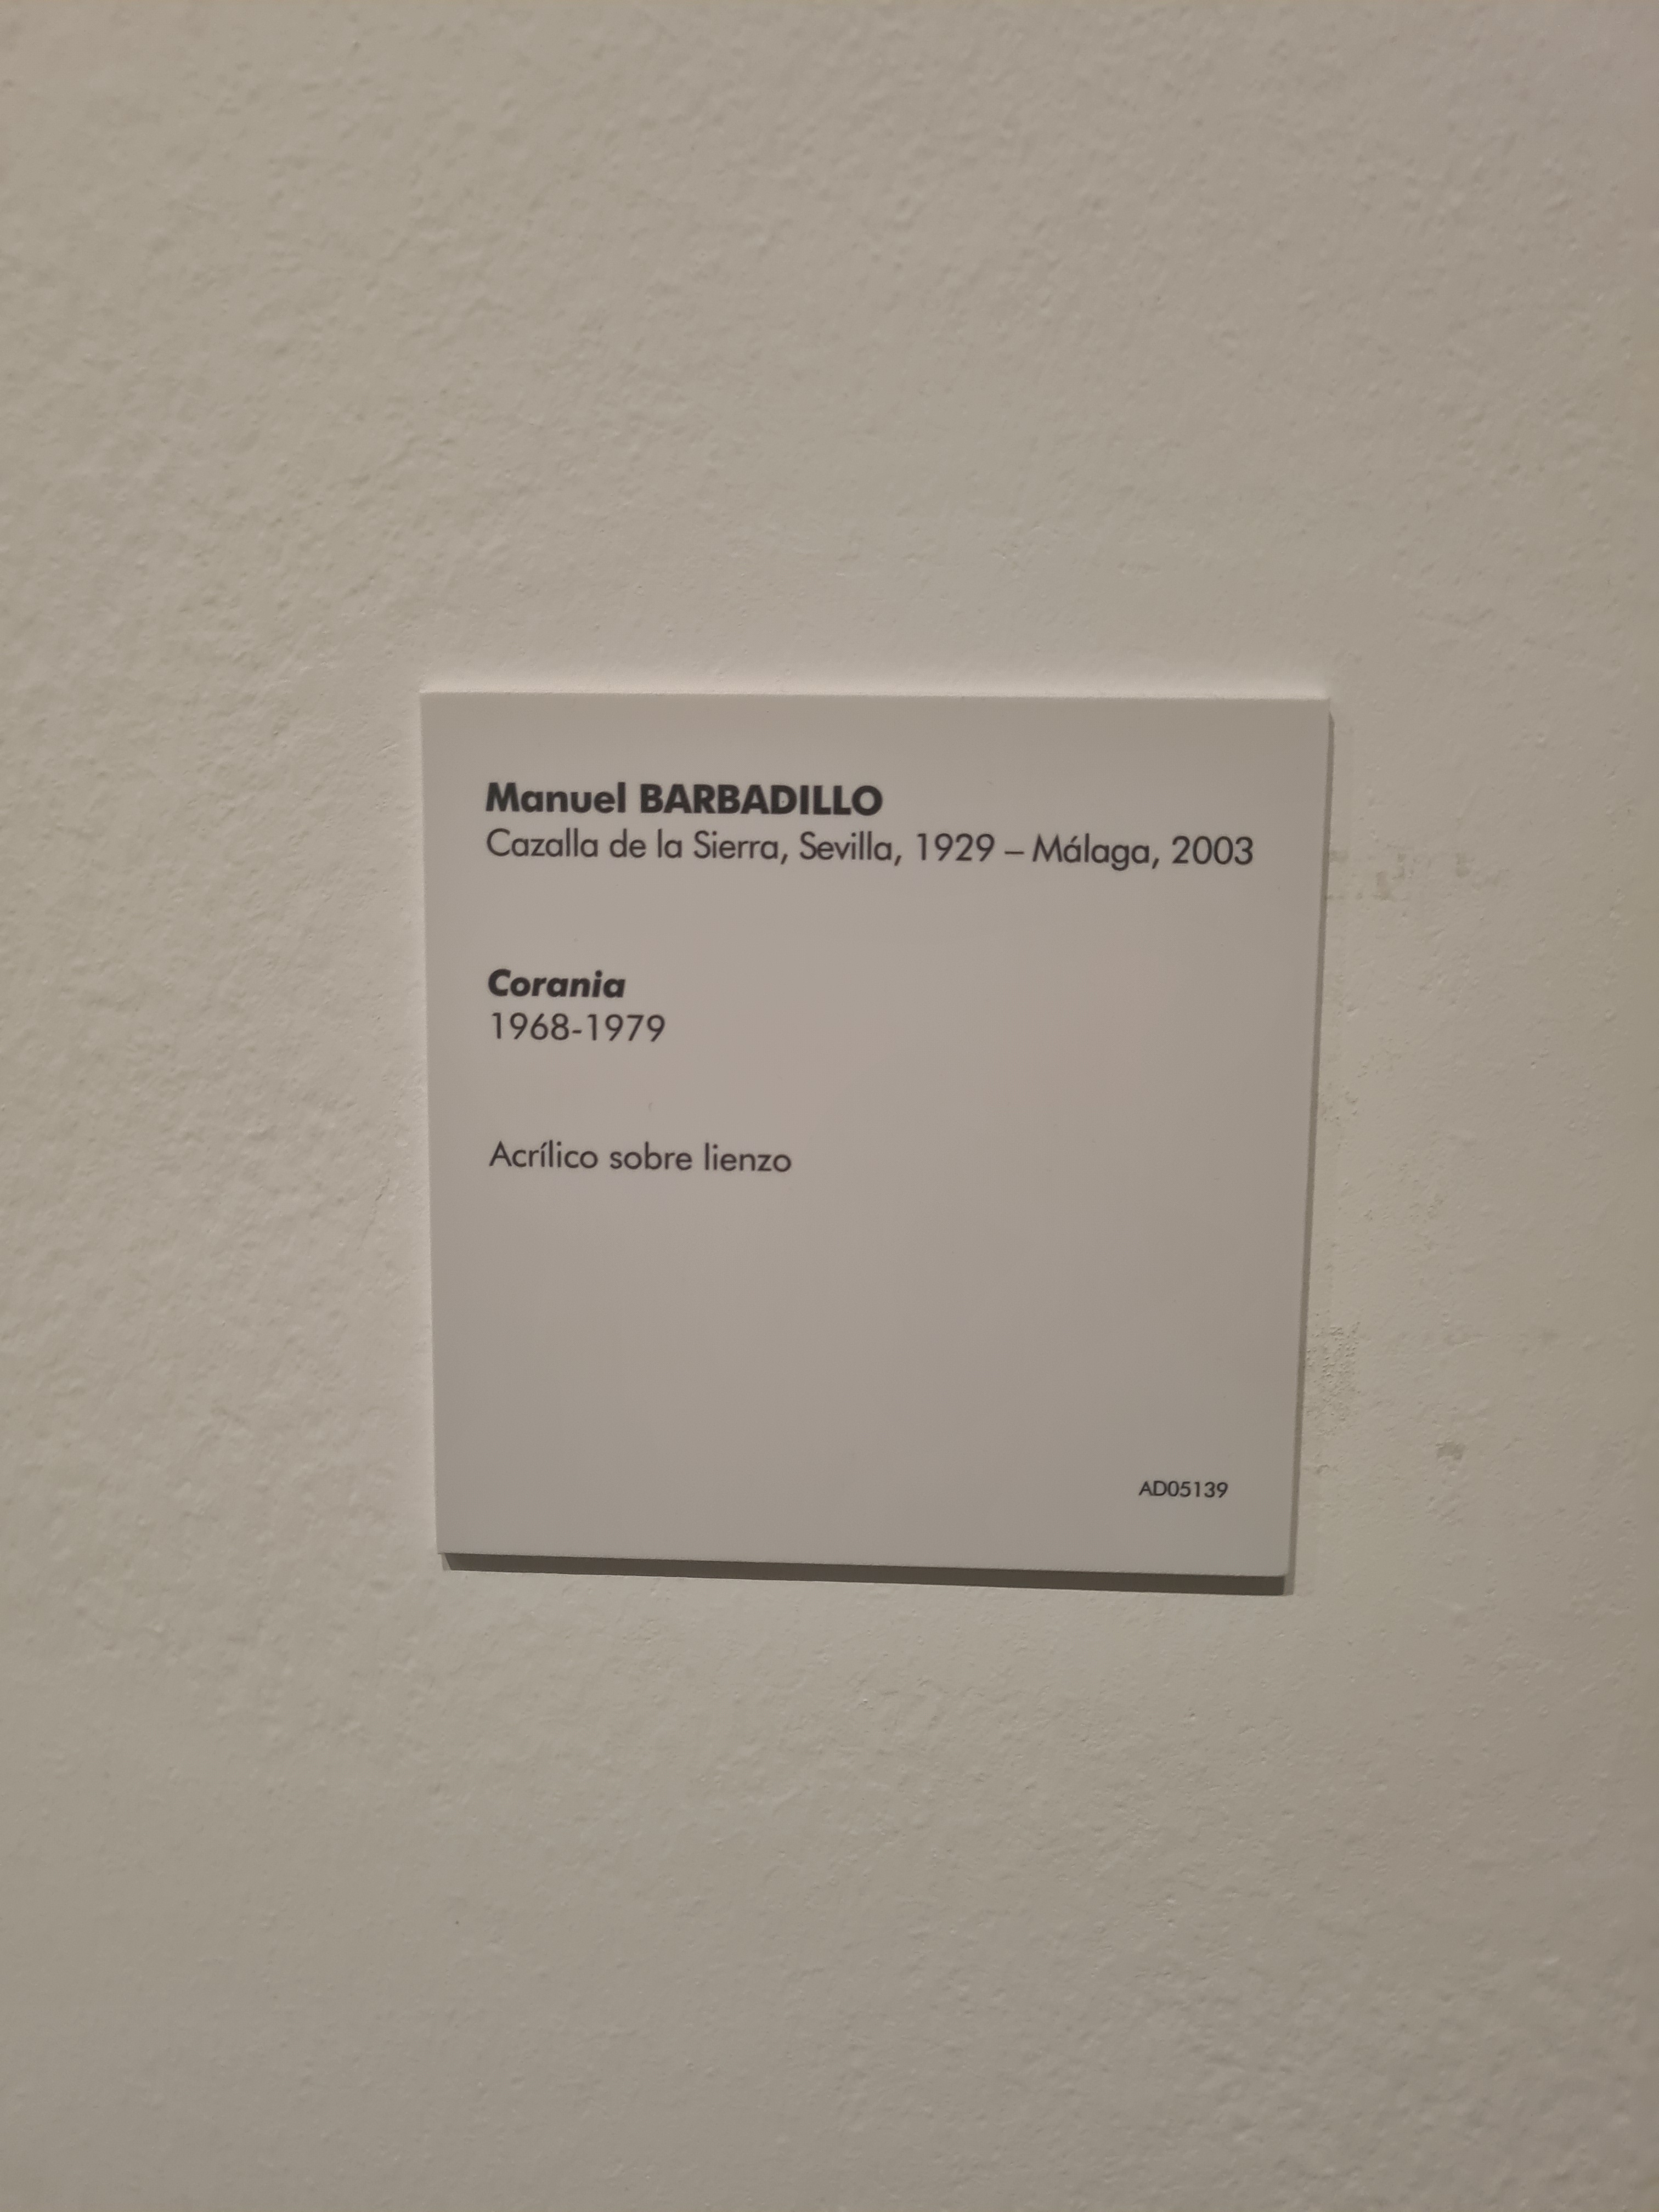 Manuel BARBADILLO
Cazalla de la Sierra, Sevilla, 1929 – Málaga, 2003
Corania
1968-1979
Acrílico sobre lienzo
AD05139